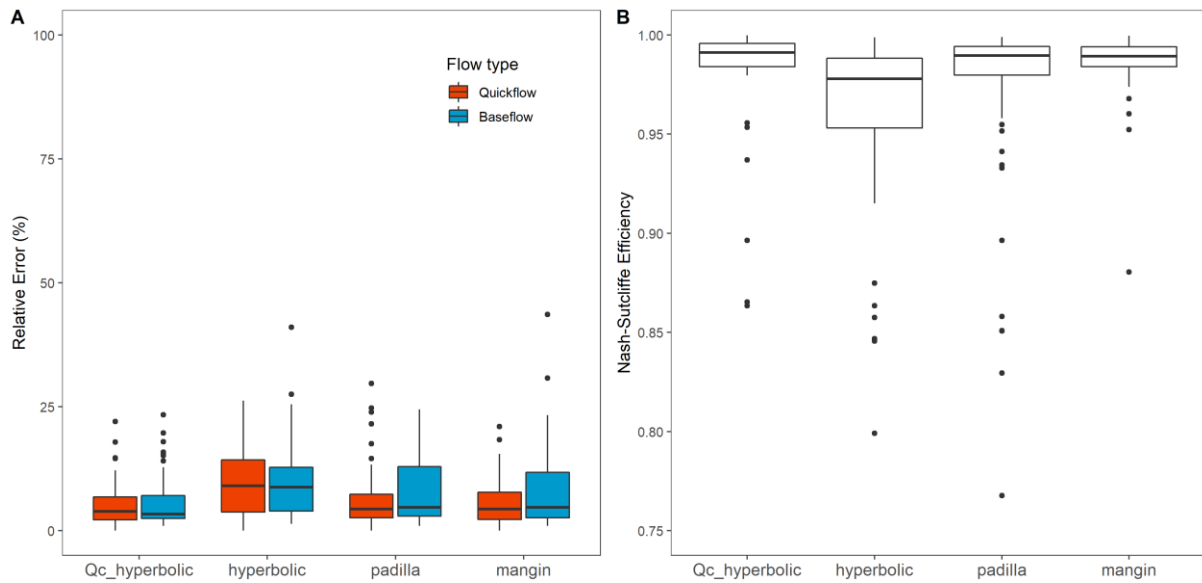 A
Relative Error (%)
100
75
50
25
0
Flow type
Quickflow
Baseflow
Qc_hyperbolic hyperbolic padilla mangin
B
Nash-Sutcliffe Efficiency
1.00
0.95
0.90
0.85
0.80
0.75
Qc_hyperbolic hyperbolic padilla mangin